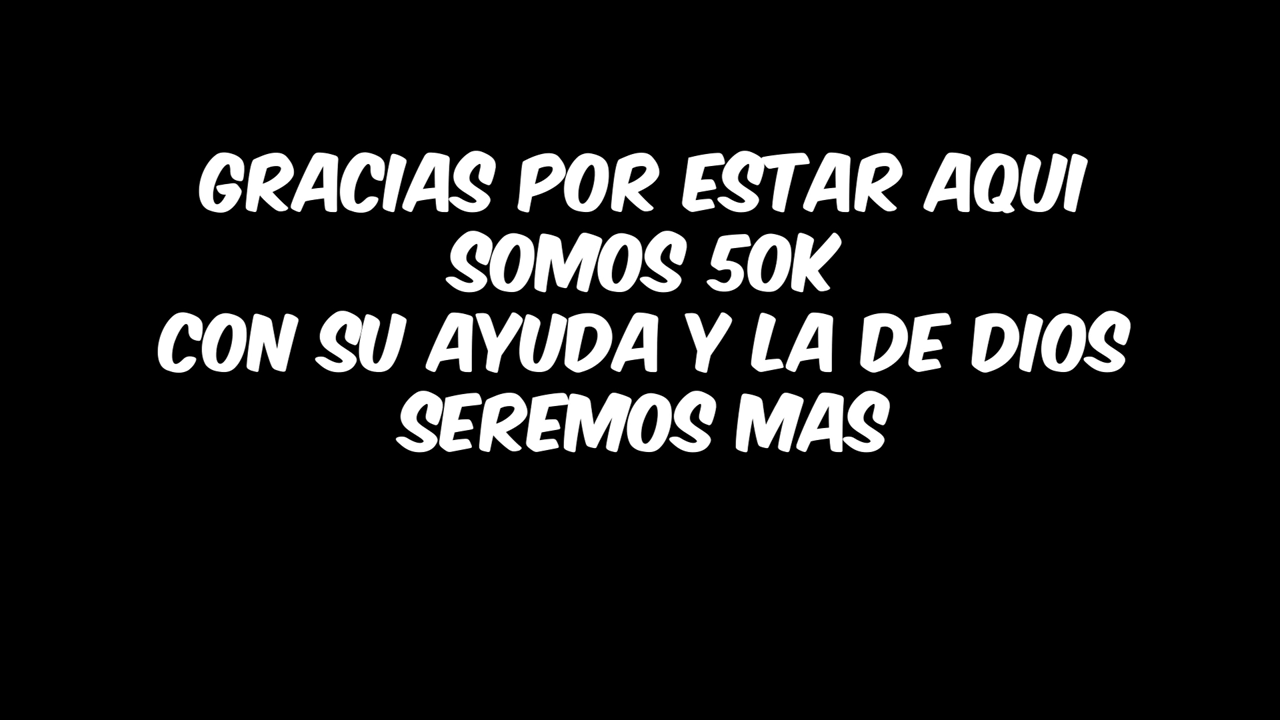 GRACIAS POR ESTAR AQUI
SOMOS 50K
CON SU AYUDA Y LA DE DIOS
SEREMOS MAS